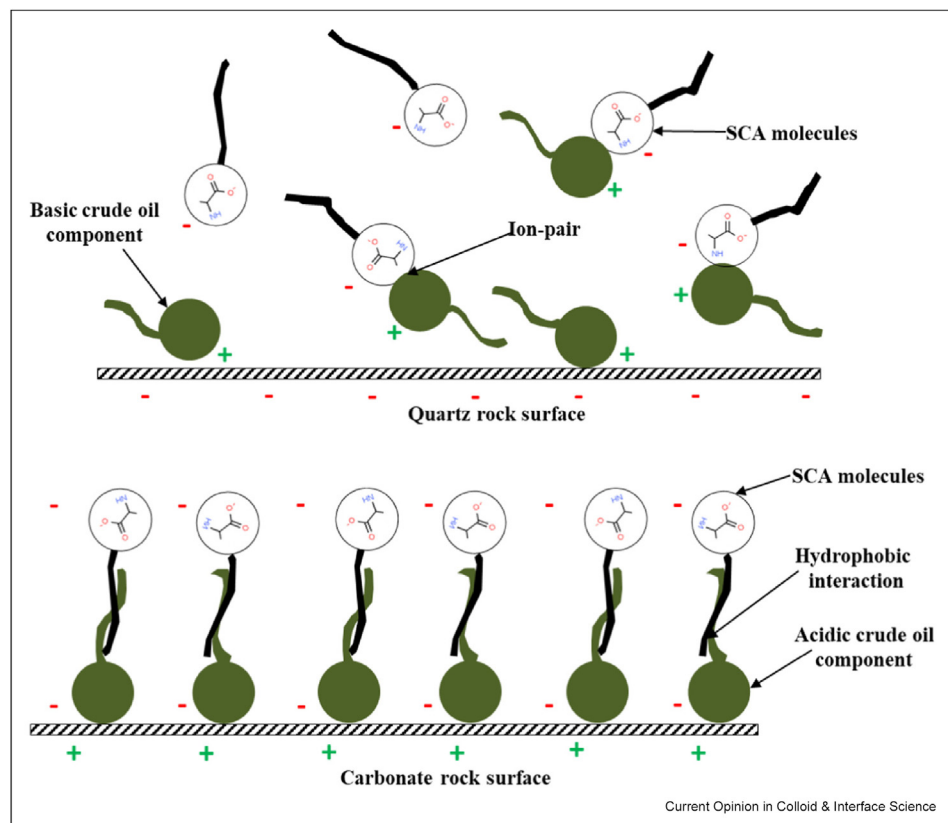 SCA molecules
Basic crude oil
component
Ion-pair
Quartz rock surface
SCA molecules
Hydrophobic
interaction
Acidic crude oil
component
Carbonate rock surface
Current Opinion in Colloid & Interface Science